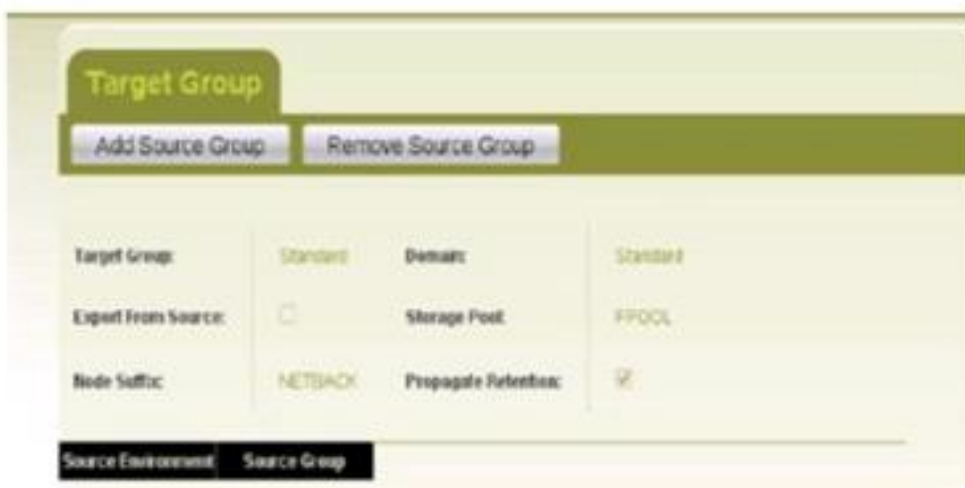 Target Group
Add Source Group Remove Source Group
Target Group: Standard Domain: Standard
Export From Source: Storage Pool:
Node Suffix: NETBACK Propagate Retention:
Source Environment Source Group